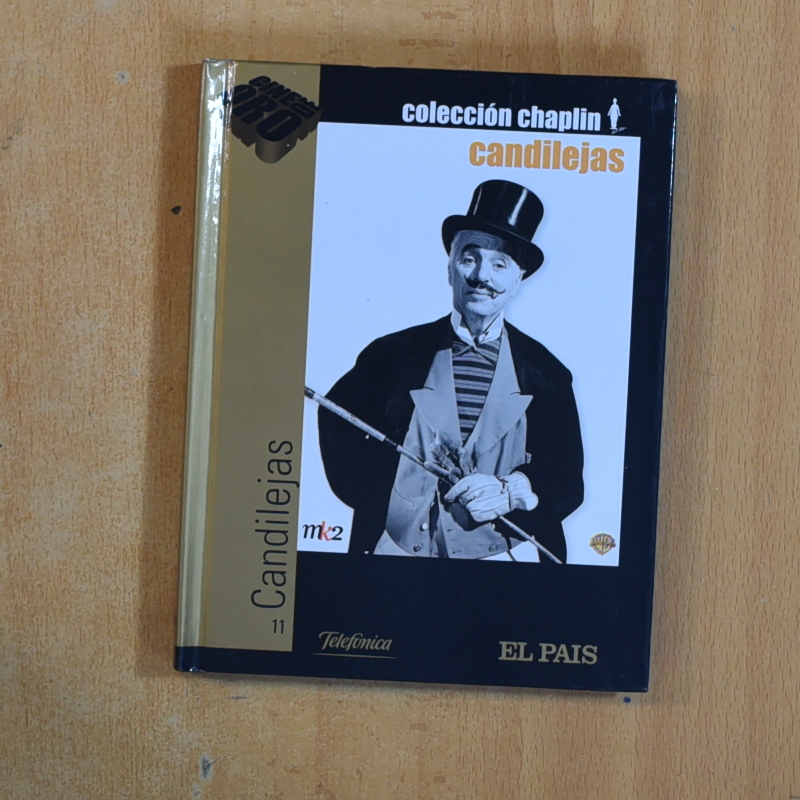 CINE DE ORO
colección chaplin
candilejas
11 Candilejas
mk2
Telefónica
EL PAIS